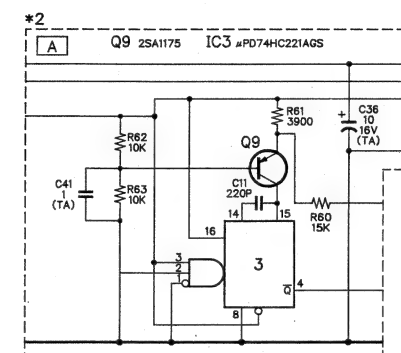 *2
A
Q9 2SA1175 IC3 μPD74HC221AGS
R61
3900
C36
10
16V
(TA)
+
R62
10K
Q9
C41
1
(TA)
R63
10K
C11
220P
14
15
R60
15K
16
3
2
1
3
Q
4
8